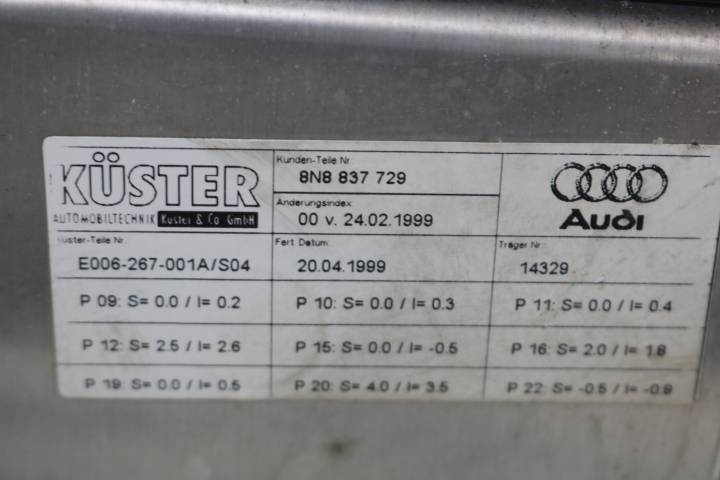 KÜSTER
AUTOMOBILTECHNIK Küster & Co. GmbH
Kunden-Teile Nr.
8N8 837 729
Änderungsindex
00 v. 24.02.1999
Audi
Küster-Teile Nr.
E006-267-001A/S04
Fert. Datum:
20.04.1999
Träger Nr.:
14329
P 09: S= 0.0 / I= 0.2
P 10: S= 0.0 / I= 0.3
P 11: S= 0.0 / I= 0.4
P 12: S= 2.5 / I= 2.6
P 15: S= 0.0 / I= -0.5
P 16: S= 2.0 / I= 1.8
P 19: S= 0.0 / I= 0.5
P 20: S= 4.0 / I= 3.5
P 22: S= -0.5 / I= -0.9